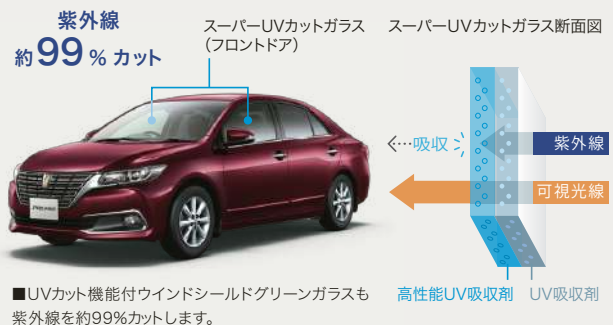 紫外線
約99%カット
スーパーUVカットガラス
（フロントドア）
スーパーUVカットガラス断面図
吸収
紫外線
可視光線
高性能UV吸収剤
UV吸収剤
■UVカット機能付ウインドシールドグリーンガラスも
紫外線を約99%カットします。